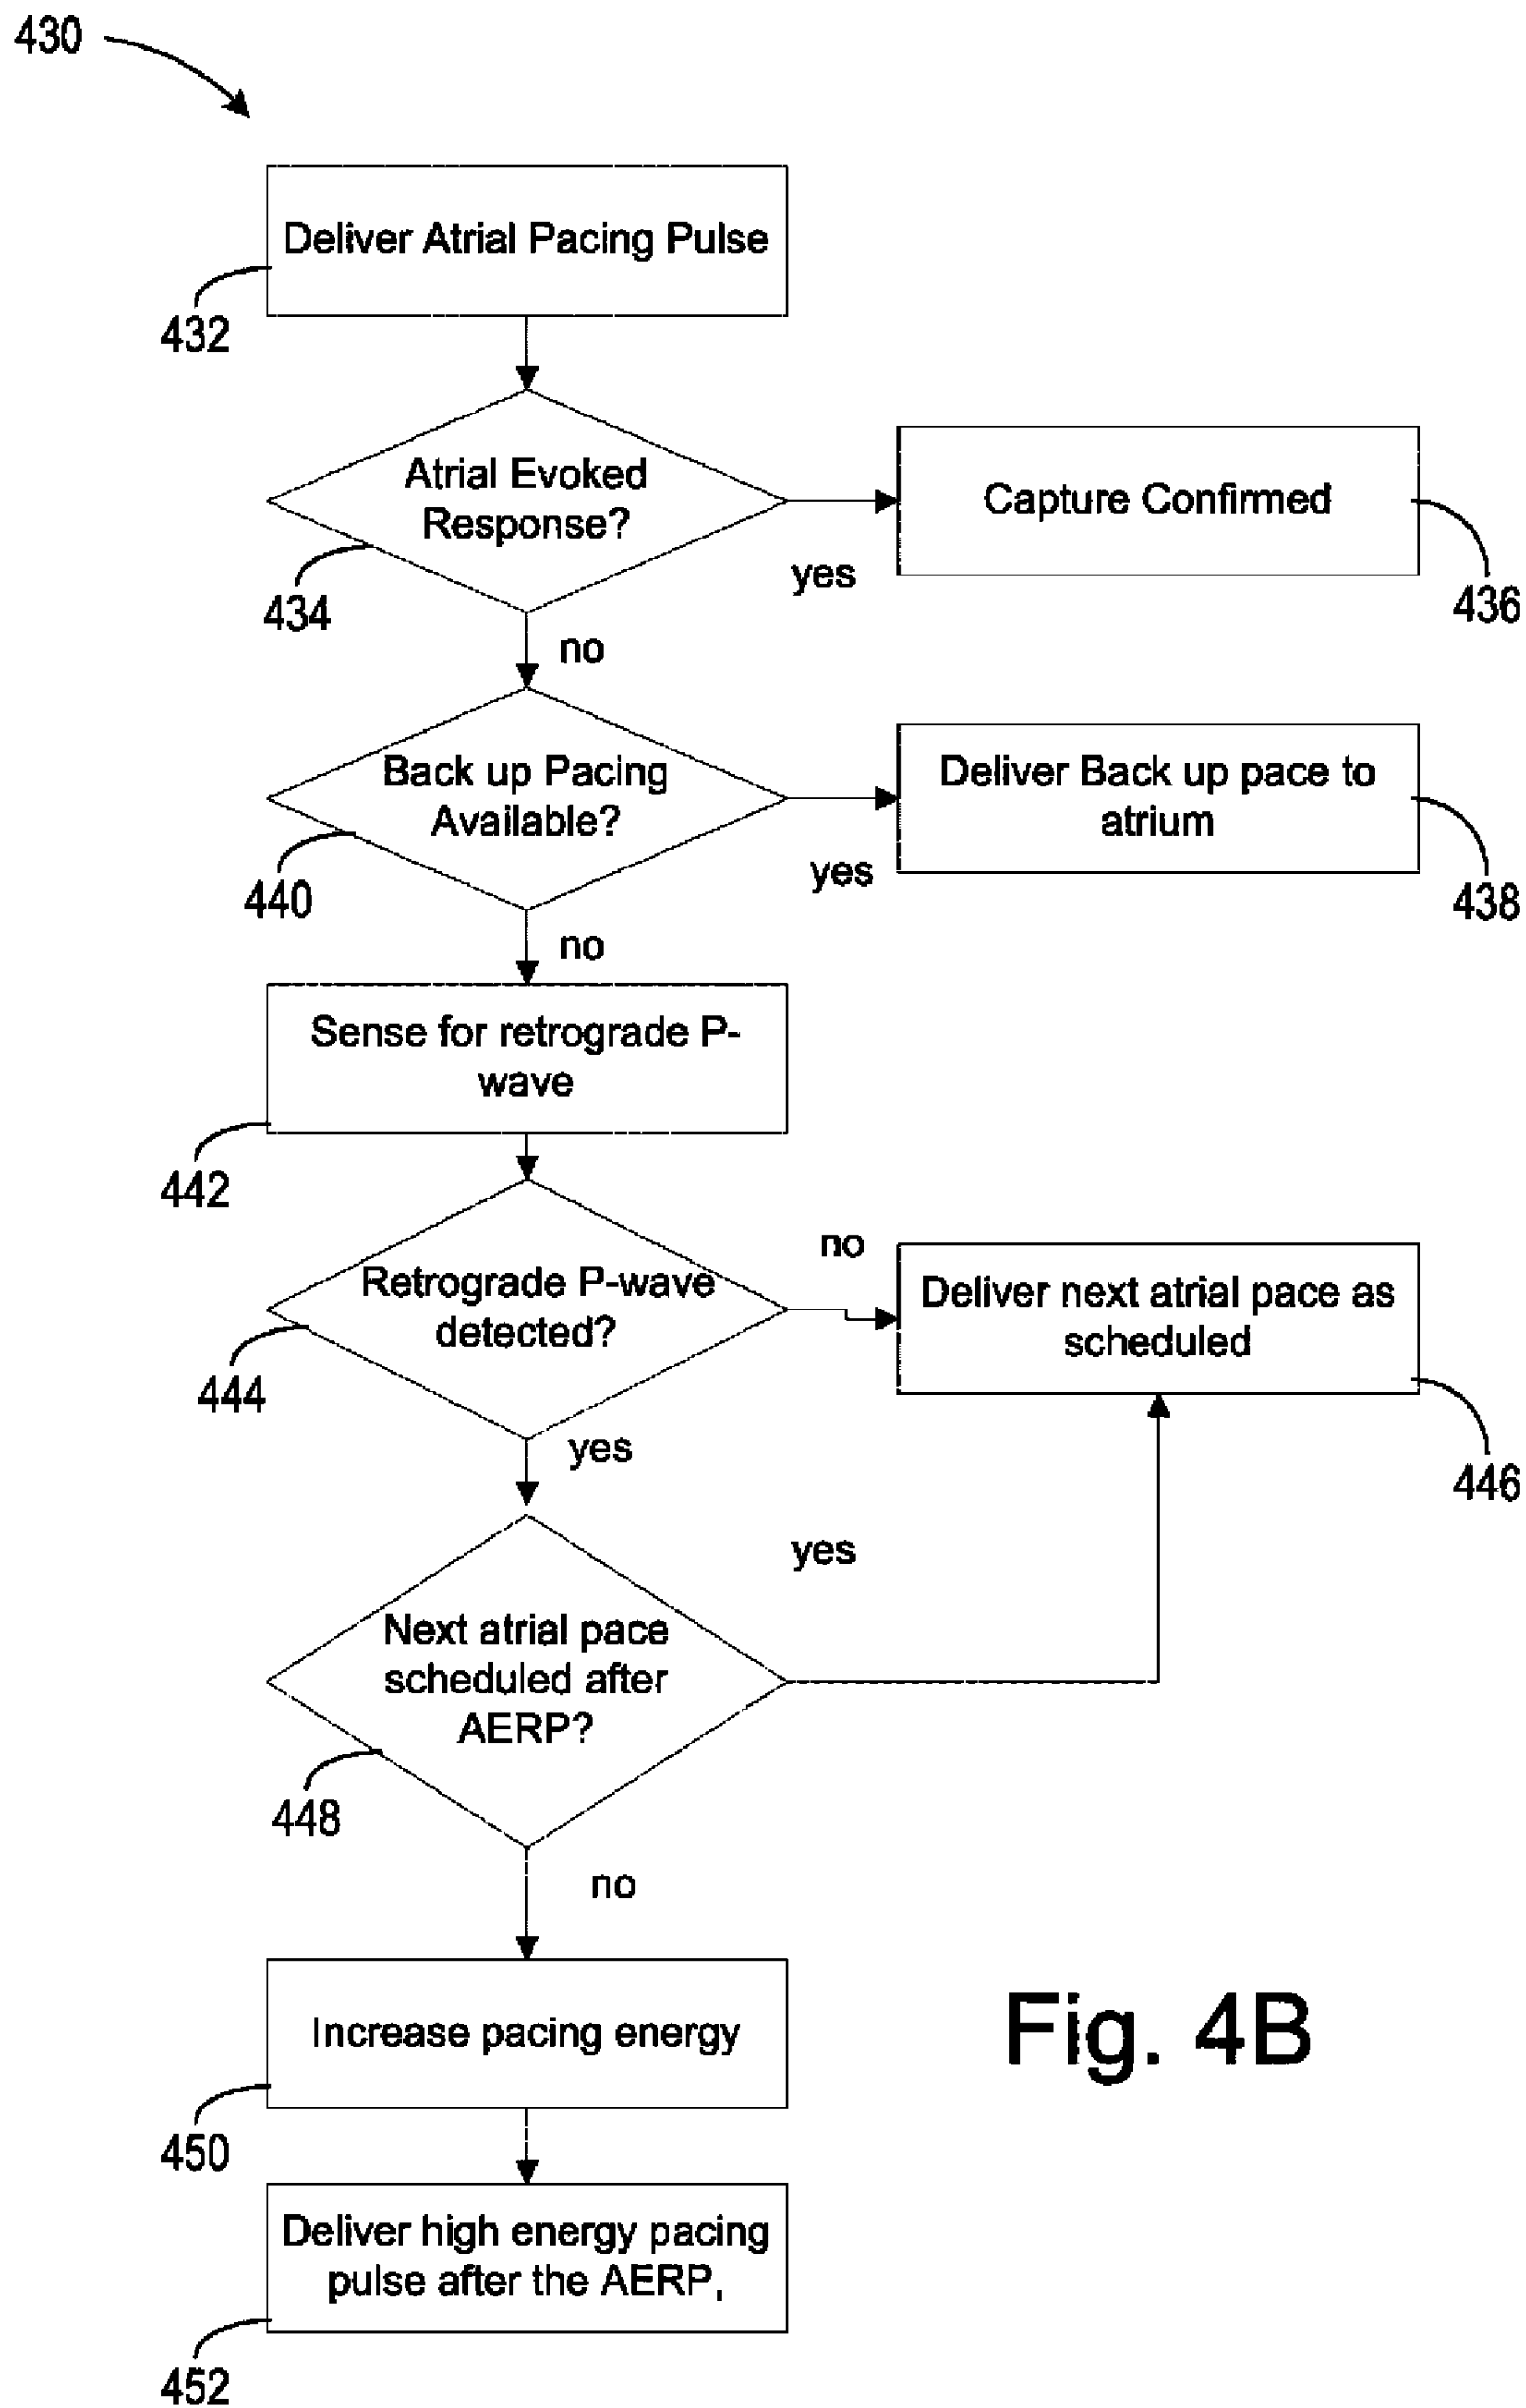 430
Deliver Atrial Pacing Pulse
432
Atrial Evoked
Response?
434
yes
Capture Confirmed
436
no
Back up Pacing
Available?
440
yes
Deliver Back up pace to
atrium
438
no
Sense for retrograde P-
wave
442
Retrograde P-wave
detected?
444
no
Deliver next atrial pace as
scheduled
446
yes
Next atrial pace
scheduled after
AERP?
448
yes
no
Increase pacing energy
450
Deliver high energy pacing
pulse after the AERP,
452
Fig. 4B